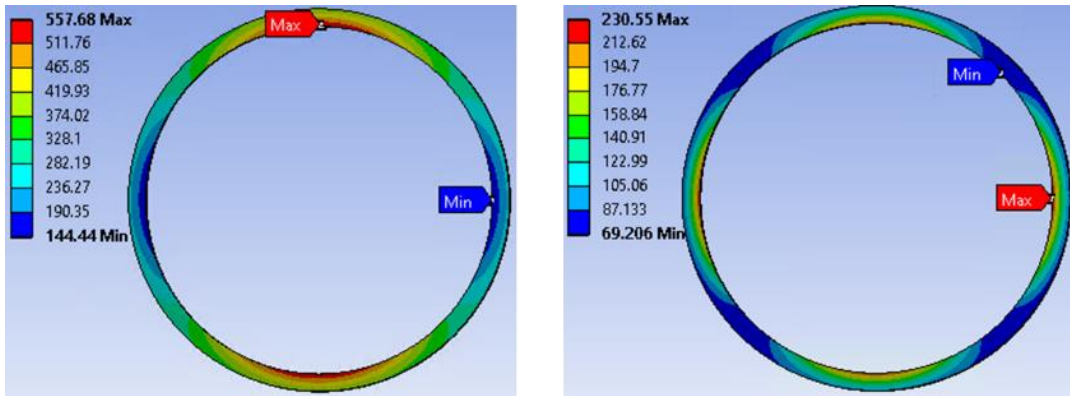 557.68 Max
511.76
465.85
419.93
374.02
328.1
282.19
236.27
190.35
144.44 Min
Max
Min
230.55 Max
212.62
194.7
176.77
158.84
140.91
122.99
105.06
87.133
69.206 Min
Min
Max